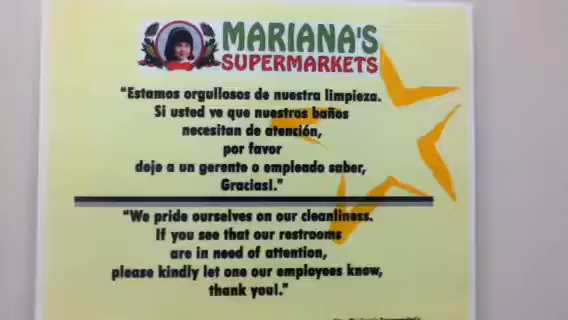 MARIANA'S
SUPERMARKETS
"Estamos orgullosos de nuestra limpieza.
Si usted ve que nuestros baños
necesitan de atención,
por favor
deje a un gerente o empleado saber,
Gracias!."
"We pride ourselves on our cleanliness.
If you see that our restrooms
are in need of attention,
please kindly let one our employees know,
thank you!."